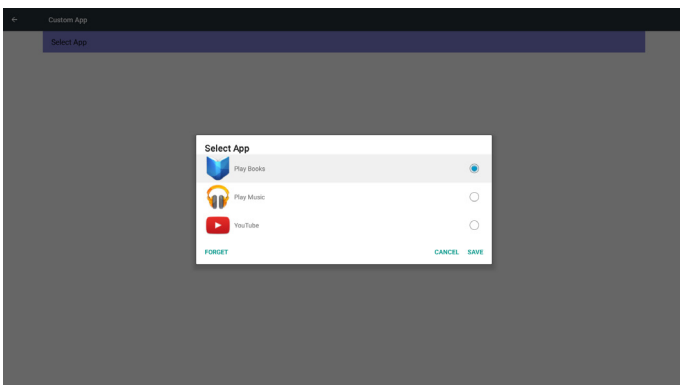 Custom App
Select App
Select App
Play Books
Play Music
YouTube
FORGET CANCEL SAVE